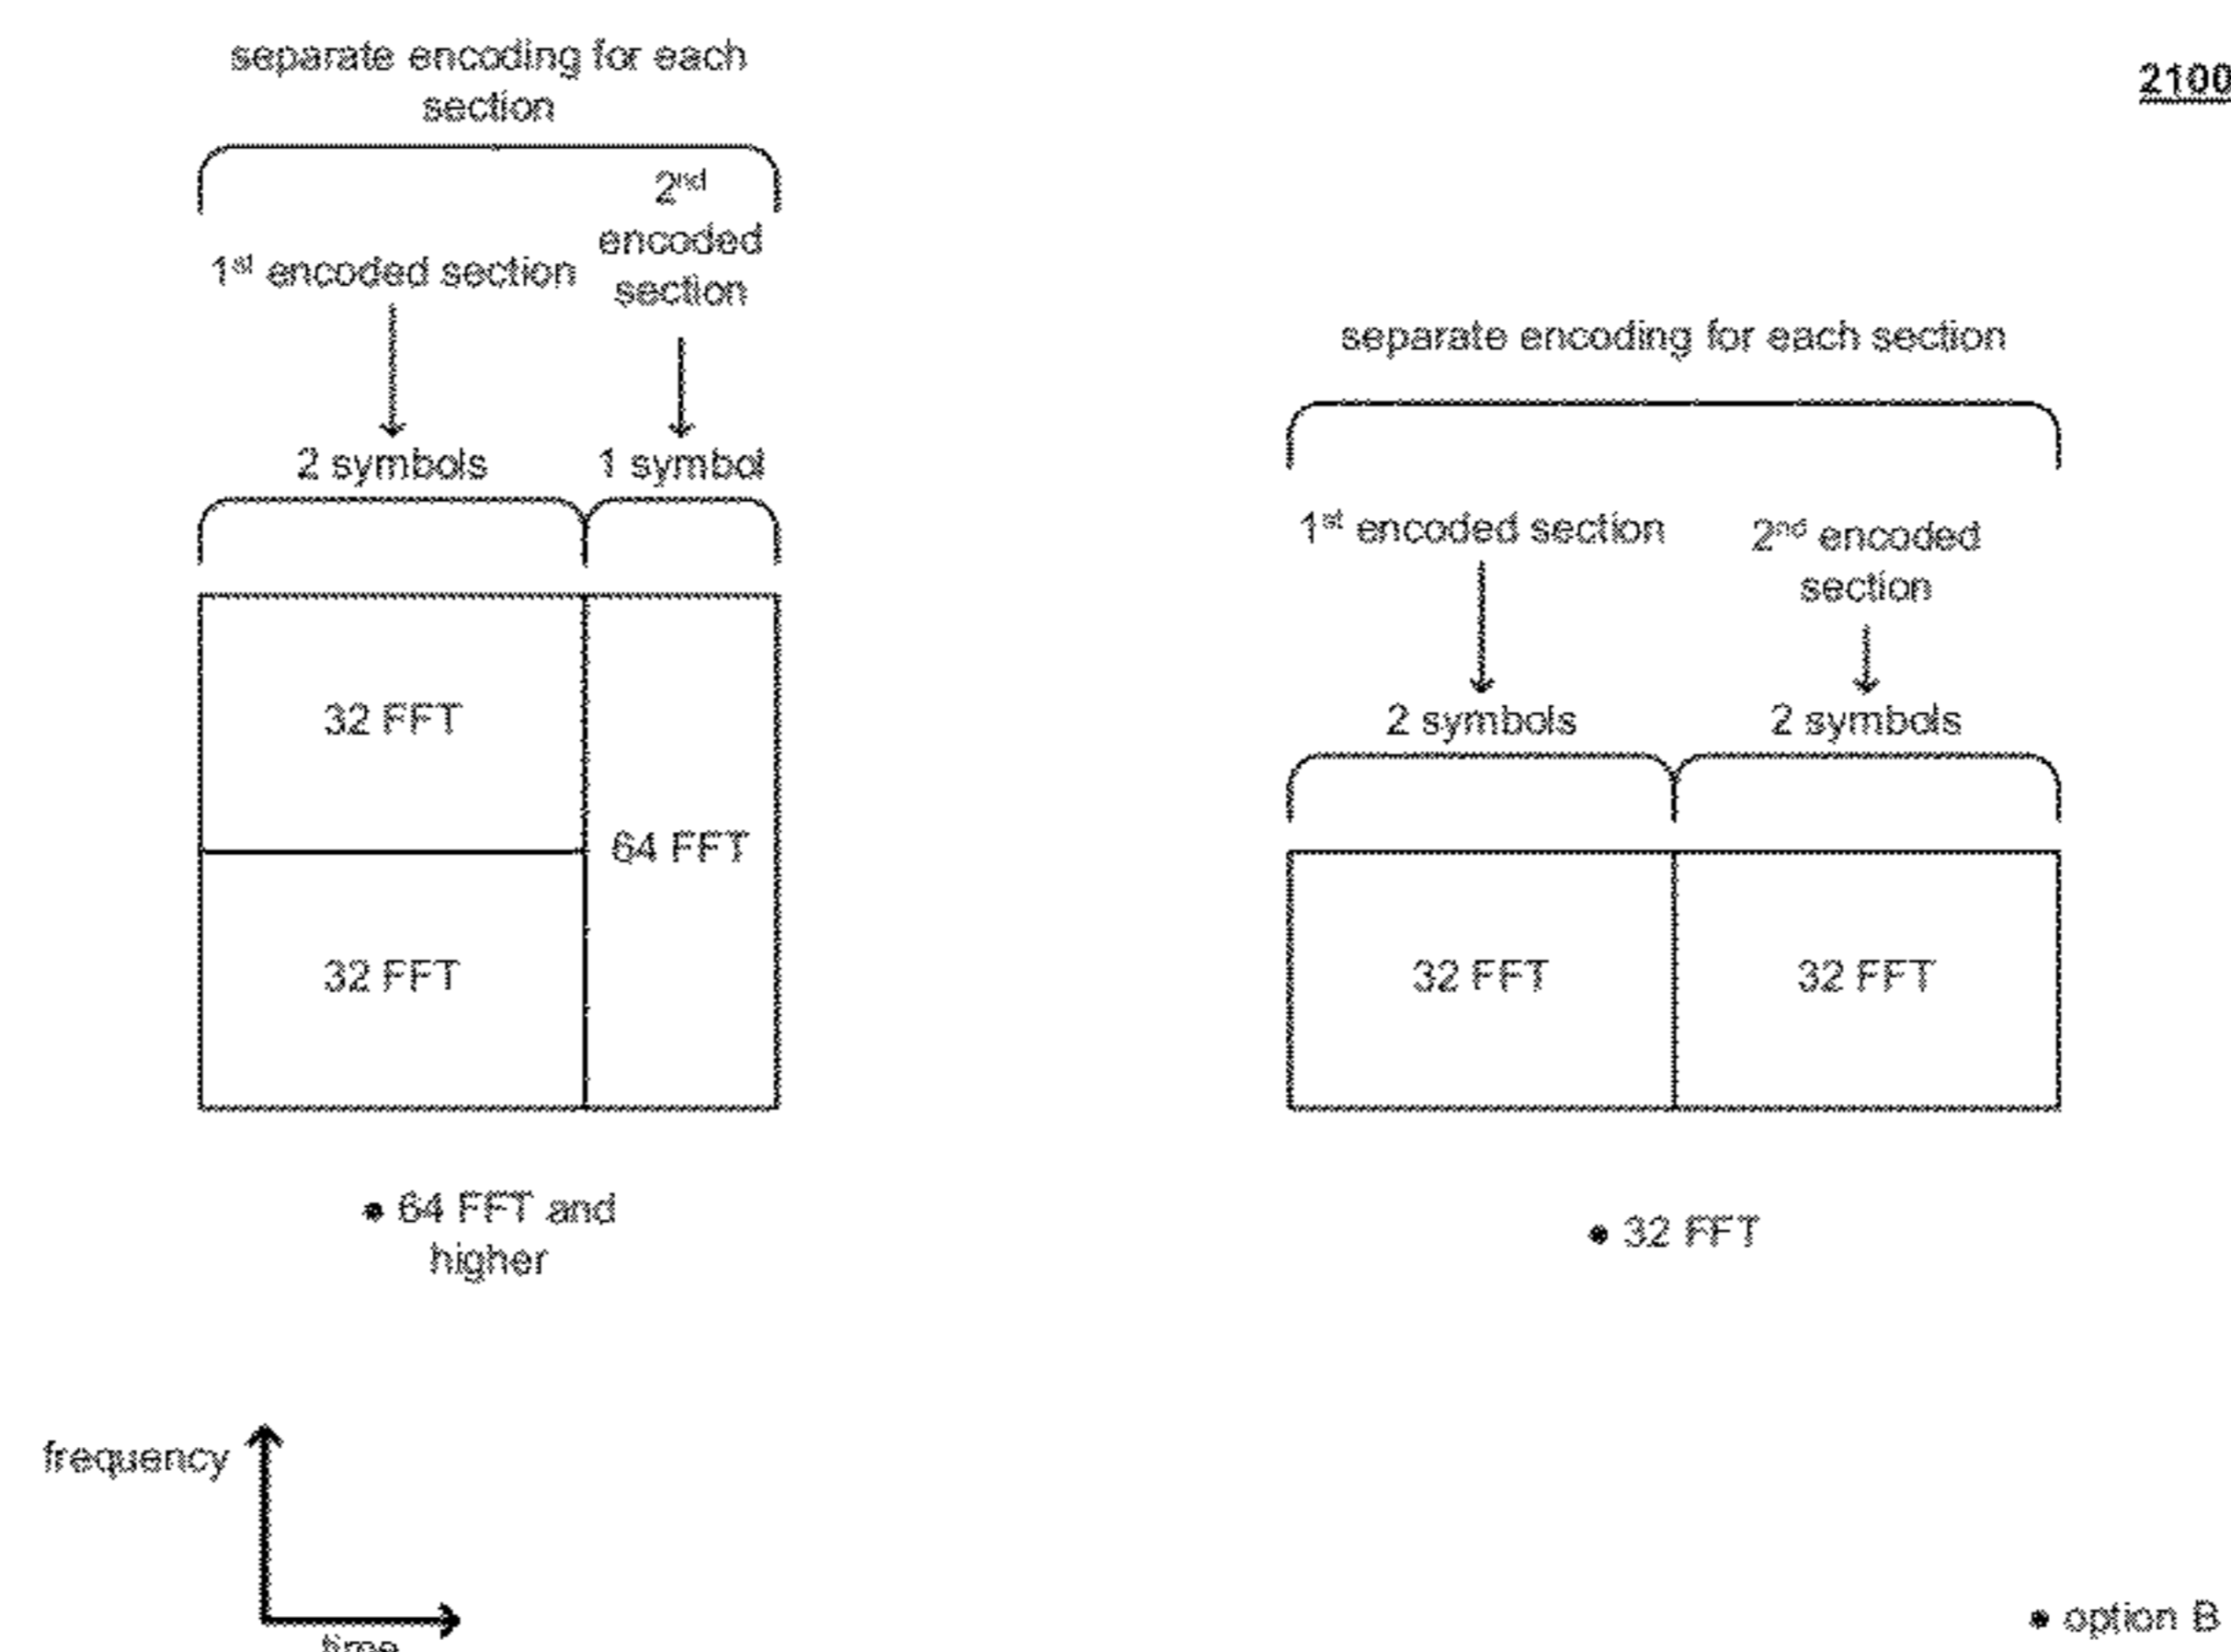 2100
separate encoding for each
section
2nd
encoded
section
1st encoded section
2 symbols
1 symbol
32 FFT
64 FFT
32 FFT
• 64 FFT and
higher
separate encoding for each section
1st encoded section
2nd encoded
section
2 symbols
2 symbols
32 FFT
32 FFT
• 32 FFT
frequency
time
• option B